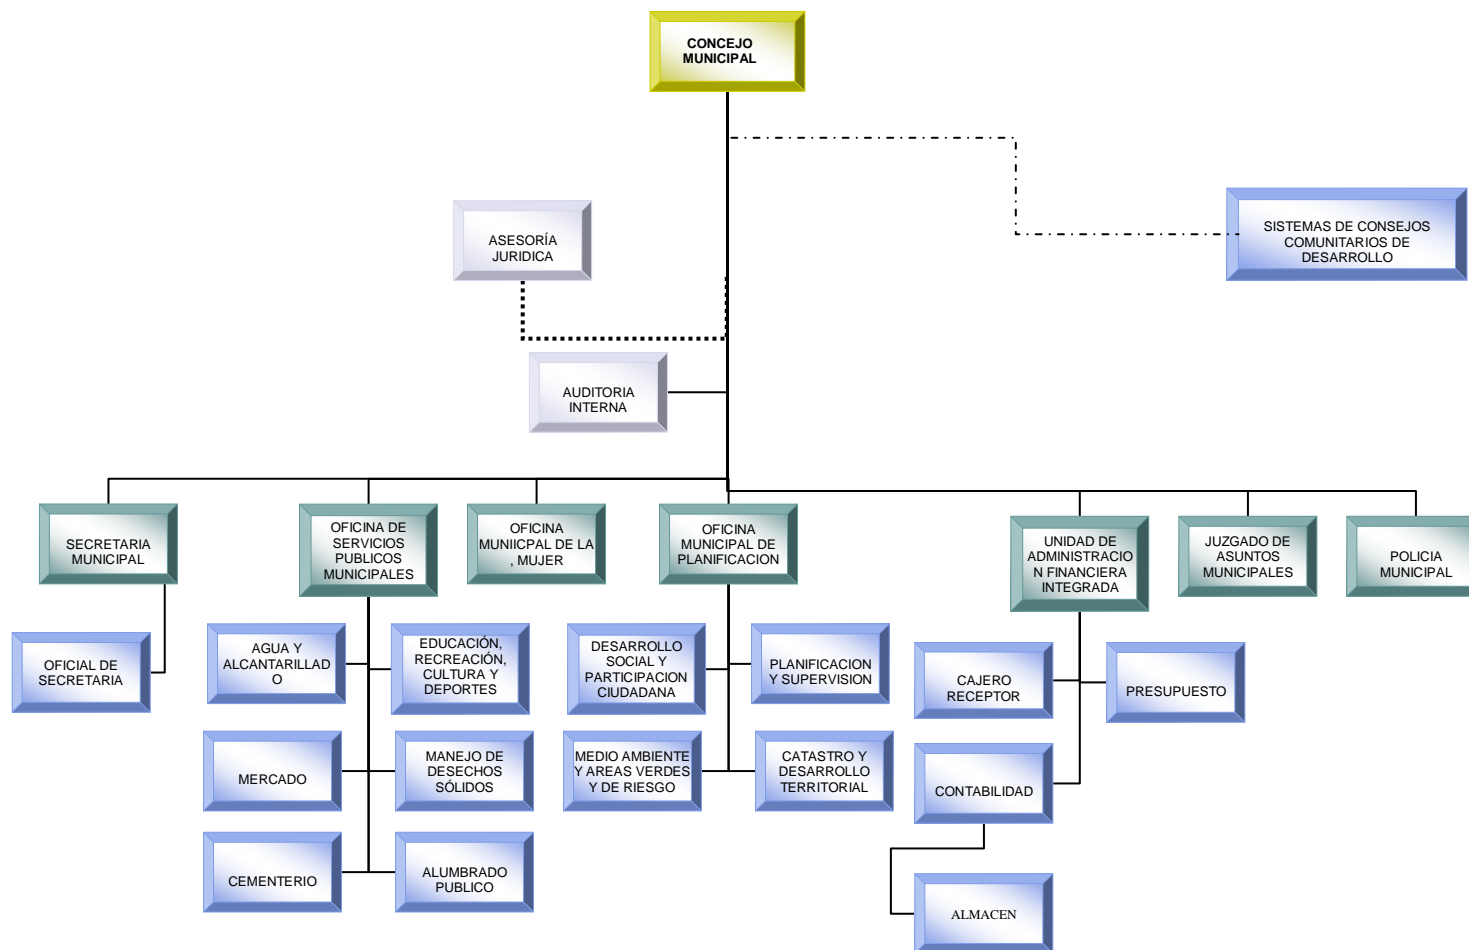 CONCEJO
MUNICIPAL
SISTEMAS DE CONSEJOS
COMUNITARIOS DE
DESARROLLO
ASESORÍA
JURIDICA
AUDITORIA
INTERNA
SECRETARIA
MUNICIPAL
OFICINA DE
SERVICIOS
PUBLICOS
MUNICIPALES
OFICINA
MUNIICPAL DE LA
, MUJER
OFICINA
MUNICIPAL DE
PLANIFICACION
UNIDAD DE
ADMINISTRACIO
N FINANCIERA
INTEGRADA
JUZGADO DE
ASUNTOS
MUNICIPALES
POLICIA
MUNICIPAL
OFICIAL DE
SECRETARIA
AGUA Y
ALCANTARILLAD
O
EDUCACIÓN,
RECREACIÓN,
CULTURA Y
DEPORTES
DESARROLLO
SOCIAL Y
PARTICIPACION
CIUDADANA
PLANIFICACION
Y SUPERVISION
CAJERO
RECEPTOR
PRESUPUESTO
MERCADO
MANEJO DE
DESECHOS
SÓLIDOS
MEDIO AMBIENTE
Y AREAS VERDES
Y DE RIESGO
CATASTRO Y
DESARROLLO
TERRITORIAL
CONTABILIDAD
CEMENTERIO
ALUMBRADO
PUBLICO
ALMACEN